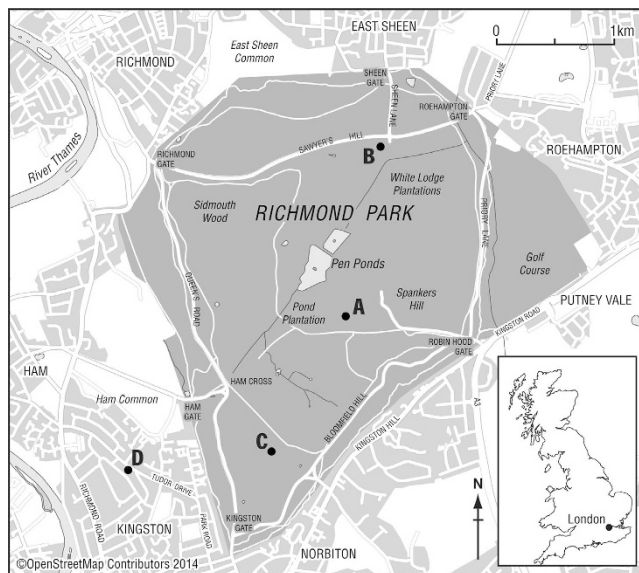 EAST SHEEN
0 1km
RICHMOND
East Sheen
Common
SHEEN
GATE
SHEEN LANE
PRIORY LANE
ROEHAMPTON
GATE
ROEHAMPTON
River Thames
RICHMOND
GATE
SAWYER'S HILL
B
White Lodge
Plantations
Sidmouth
Wood
RICHMOND PARK
PRIORY LANE
Golf
Course
Pen Ponds
QUEEN'S ROAD
A
Spankers
Hill
Pond
Plantation
PUTNEY VALE
KINGSTON ROAD
ROBIN HOOD
GATE
HAM
HAM CROSS
Ham Common
HAM
GATE
BLOOMFIELD HILL
KINGSTON HILL
A3
C
D
TUDOR DRIVE
RICHMOND ROAD
KINGSTON
PARK ROAD
KINGSTON
GATE
N
London
NORBITON
©OpenStreetMap Contributors 2014